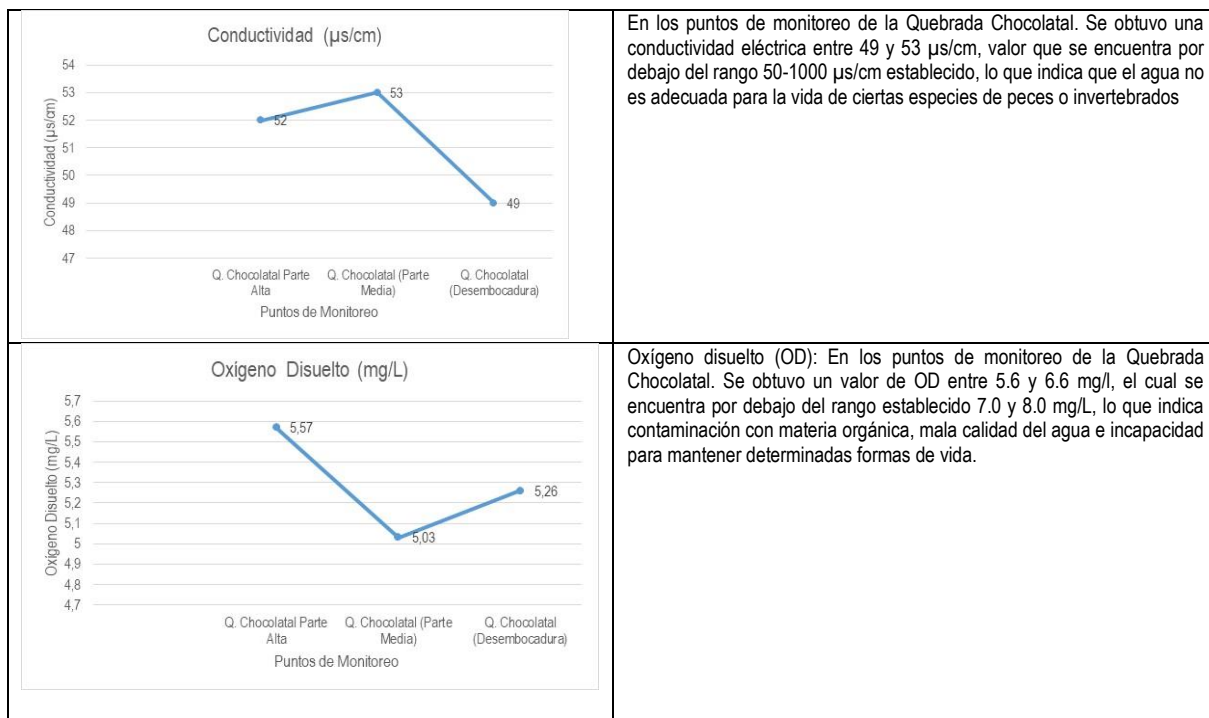 Conductividad (µs/cm)
54
53
52
51
50
49
48
47
Conductividad (µs/cm)
52
53
49
Q. Chocolatal Parte
Alta
Q. Chocolatal (Parte
Media)
Q. Chocolatal
(Desembocadura)
Puntos de Monitoreo
En los puntos de monitoreo de la Quebrada Chocolatal. Se obtuvo una
conductividad eléctrica entre 49 y 53 µs/cm, valor que se encuentra por
debajo del rango 50-1000 µs/cm establecido, lo que indica que el agua no
es adecuada para la vida de ciertas especies de peces o invertebrados
Oxígeno Disuelto (mg/L)
5,7
5,6
5,5
5,4
5,3
5,2
5,1
5
4,9
4,8
4,7
Oxigeno Disuelto (mg/L)
5,57
5,03
5,26
Q. Chocolatal Parte
Alta
Q. Chocolatal (Parte
Media)
Q. Chocolatal
(Desembocadura)
Puntos de Monitoreo
Oxígeno disuelto (OD): En los puntos de monitoreo de la Quebrada
Chocolatal. Se obtuvo un valor de OD entre 5.6 y 6.6 mg/l, el cual se
encuentra por debajo del rango establecido 7.0 y 8.0 mg/L, lo que indica
contaminación con materia orgánica, mala calidad del agua e incapacidad
para mantener determinadas formas de vida.